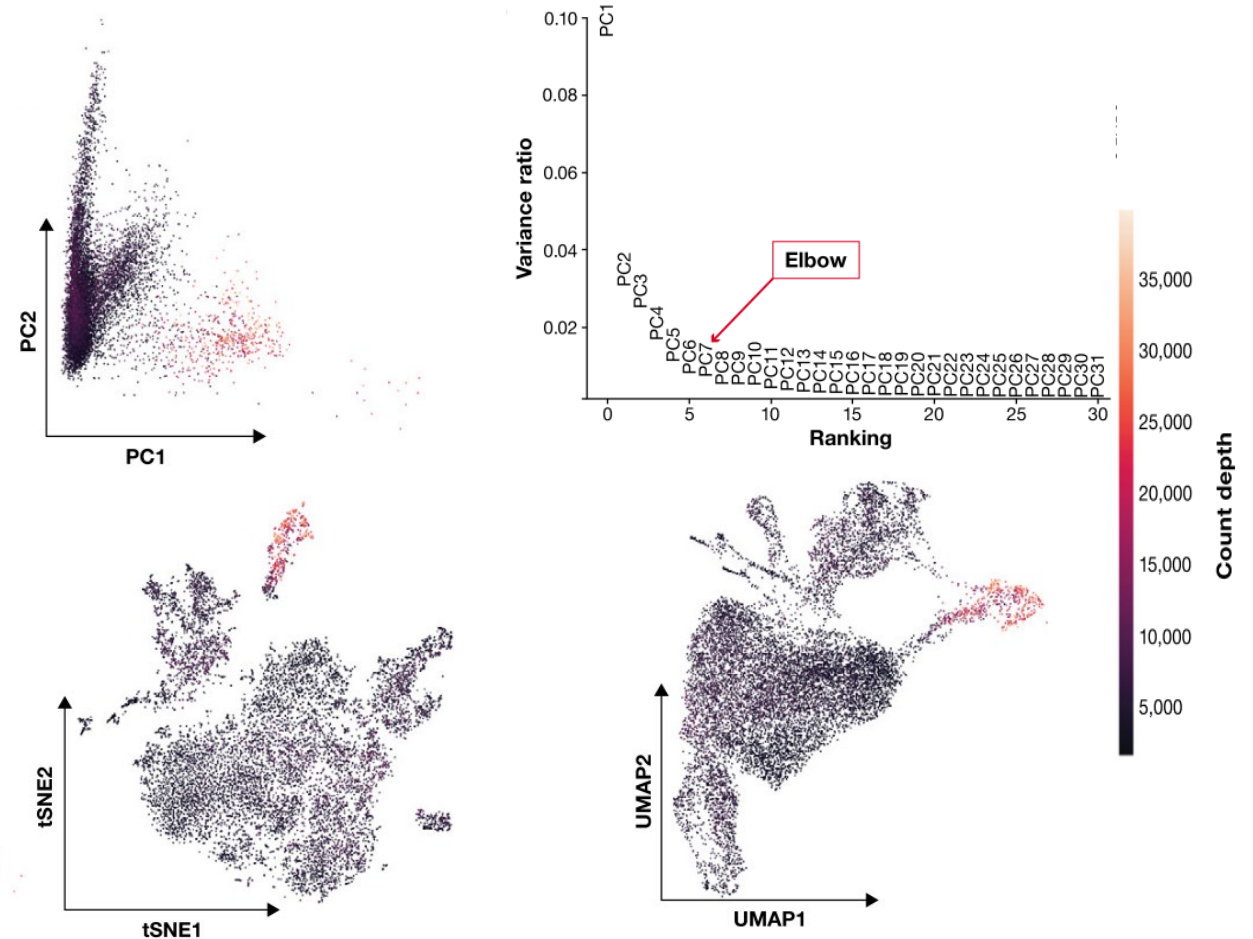 PC2
PC1
0.10
0.08
0.06
0.04
0.02
Variance ratio
PC1
PC2
PC3
PC4
PC5
PC6
PC7
PC8
PC9
PC10
PC11
PC12
PC13
PC14
PC15
PC16
PC17
PC18
PC19
PC20
PC21
PC22
PC23
PC24
PC25
PC26
PC27
PC28
PC29
PC30
PC31
Elbow
0 5 10 15 20 25 30
Ranking
35,000
30,000
25,000
20,000
15,000
10,000
5,000
Count depth
tSNE2
tSNE1
UMAP2
UMAP1